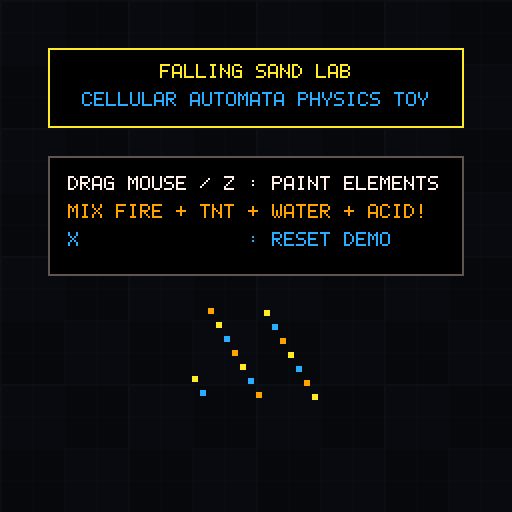 FALLING SAND LAB
CELLULAR AUTOMATA PHYSICS TOY
DRAG MOUSE / Z : PAINT ELEMENTS
MIX FIRE + TNT + WATER + ACID!
X : RESET DEMO